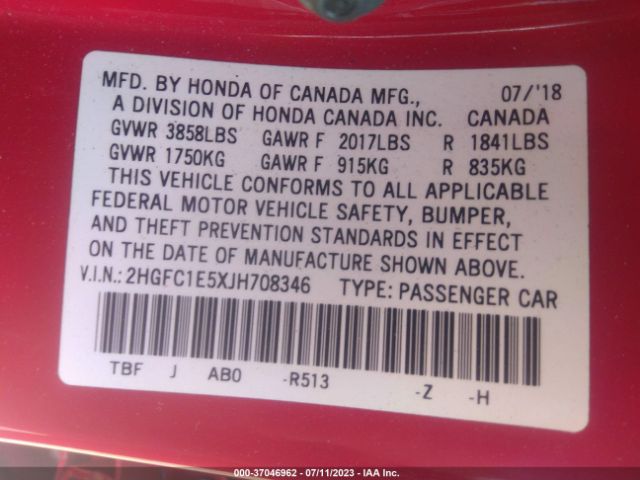 MFD. BY HONDA OF CANADA MFG., 07/'18
A DIVISION OF HONDA CANADA INC. CANADA
GVWR 3858LBS GAWR F 2017LBS R 1841LBS
GVWR 1750KG GAWR F 915KG R 835KG
THIS VEHICLE CONFORMS TO ALL APPLICABLE
FEDERAL MOTOR VEHICLE SAFETY, BUMPER,
AND THEFT PREVENTION STANDARDS IN EFFECT
ON THE DATE OF MANUFACTURE SHOWN ABOVE.
V.I.N.: 2HGFC1E5XJH708346 TYPE: PASSENGER CAR
TBF J AB0 -R513 -Z -H
000-37046962 - 07/11/2023 - IAA Inc.